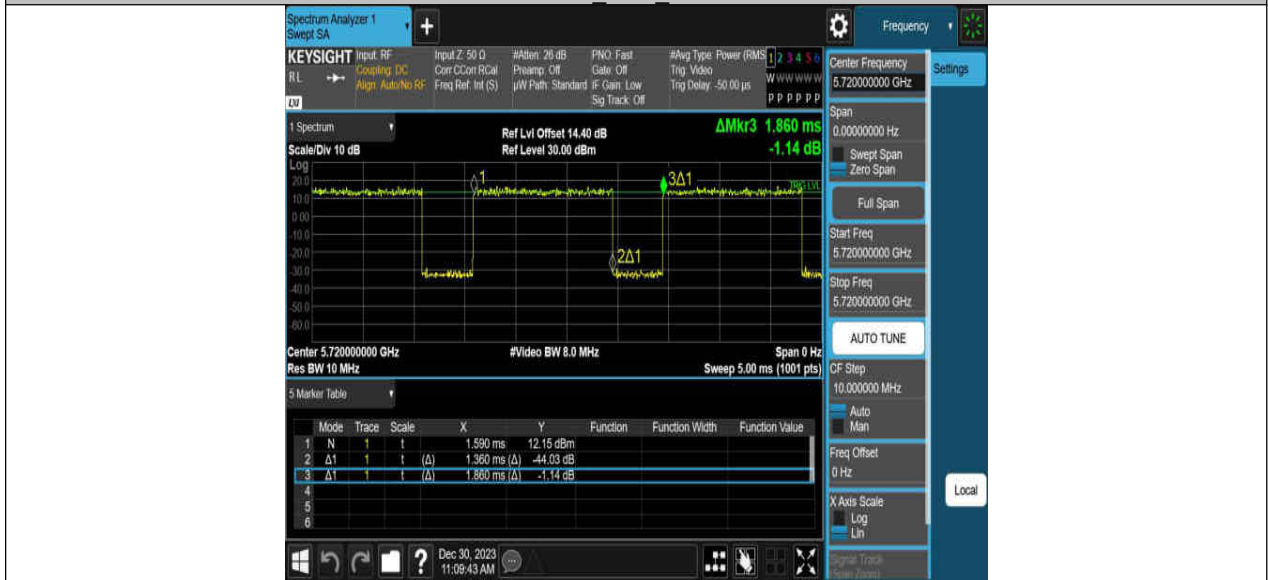 Spectrum Analyzer 1
Swept SA
+
Frequency
KEYSIGHT
RL
LXI
Input: RF
Coupling: DC
Align: Auto/No RF
Input Z: 50 Ω
Corr CCorr RCal
Freq Ref: Int (S)
#Atten: 26 dB
Preamp: Off
µW Path: Standard
PNO: Fast
Gate: Off
IF Gain: Low
Sig Track: Off
#Avg Type: Power (RMS
Trig: Video
Trig Delay: -50.00 µs
1 2 3 4 5 6
W W W W W W
P P P P P P
1 Spectrum
Scale/Div 10 dB
Ref Lvl Offset 14.40 dB
Ref Level 30.00 dBm
ΔMkr3 1.860 ms
-1.14 dB
Log
20.0
10.0
0.00
-10.0
-20.0
-30.0
-40.0
-50.0
-60.0
1
3Δ1
TRIG LVL
2Δ1
Center 5.720000000 GHz
#Video BW 8.0 MHz
Span 0 Hz
Res BW 10 MHz
Sweep 5.00 ms (1001 pts)
5 Marker Table
Mode Trace Scale X Y Function Function Width Function Value
1 N 1 t 1.590 ms 12.15 dBm
2 Δ1 1 t (Δ) 1.360 ms (Δ) -44.03 dB
3 Δ1 1 t (Δ) 1.860 ms (Δ) -1.14 dB
4
5
6
?
Dec 30, 2023
11:09:43 AM
Center Frequency
5.720000000 GHz
Span
0.00000000 Hz
Swept Span
Zero Span
Full Span
Start Freq
5.720000000 GHz
Stop Freq
5.720000000 GHz
AUTO TUNE
CF Step
10.000000 MHz
Auto
Man
Freq Offset
0 Hz
X Axis Scale
Log
Lin
Signal Track
(Span Zoom)
Settings
Local